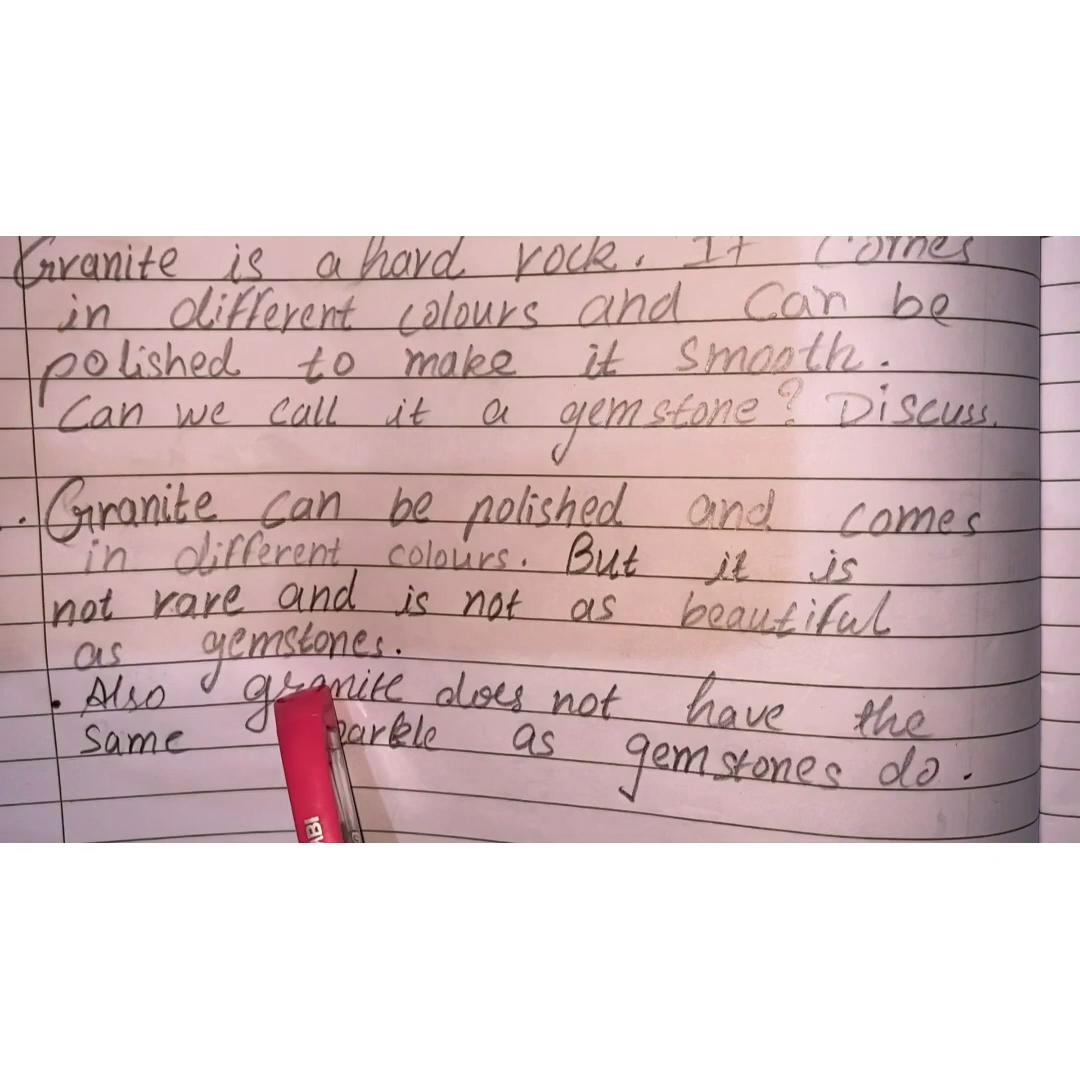 Granite is a hard rock. It comes
in different colours and can be
polished to make it smooth.
Can we call it a gemstone? Discuss.
. Granite can be polished and comes
in different colours. But it is
not rare and is not as beautiful
as gemstones.
. Also granite does not have the
same parkle as gemstones do.